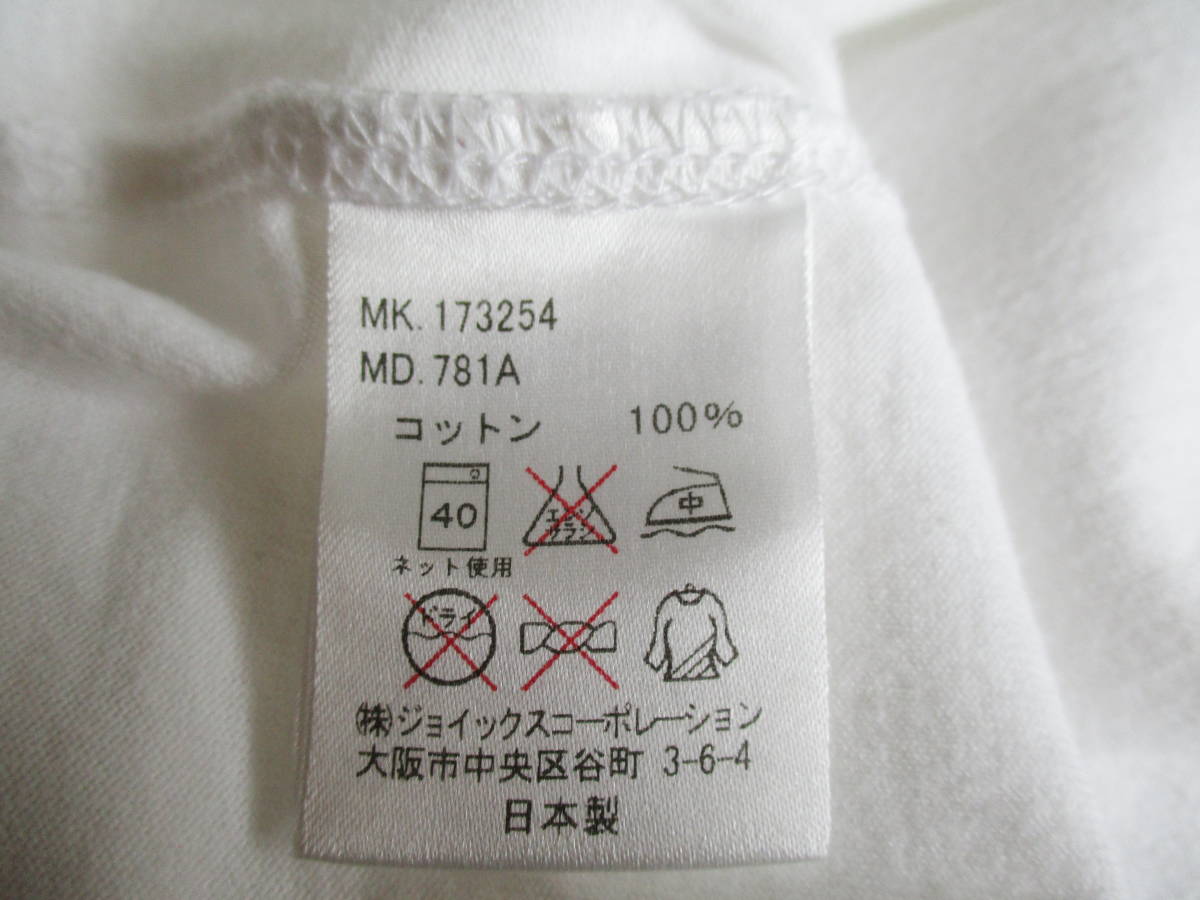 MK. 173254
MD. 781A
コットン 100%
40
エンソ
サラシ
中
ネット使用
ドライ
㈱ジョイックスコーポレーション
大阪市中央区谷町 3-6-4
日本製